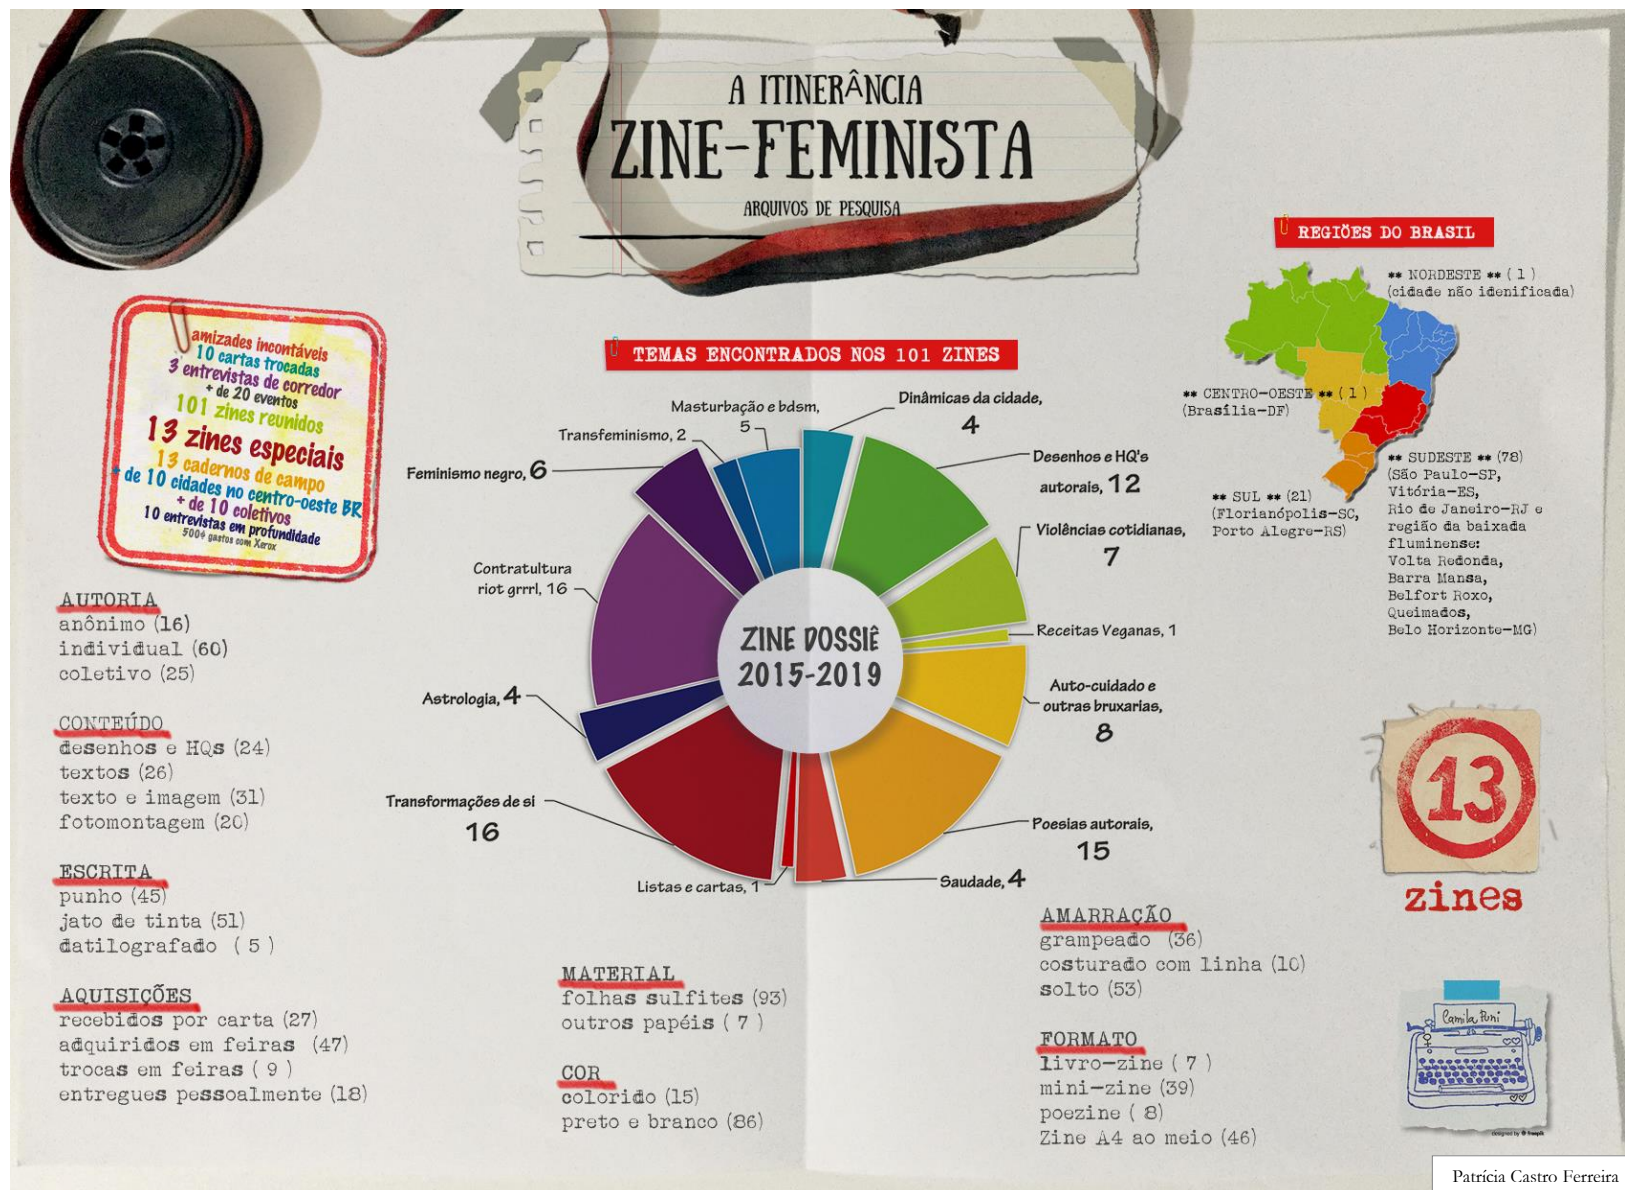 A ITINERÂNCIA
ZINE-FEMINISTA
ARQUIVOS DE PESQUISA
REGIÕES DO BRASIL
** NORDESTE ** ( 1 )
(cidade não idenificada)
** CENTRO-OESTE ** ( 1 )
(Brasília-DF)
** SUL ** (21)
(Florianópolis-SC,
Porto Alegre-RS)
** SUDESTE ** (78)
(São Paulo-SP,
Vitória-ES,
Rio de Janeiro-RJ e
região da baixada
fluminense:
Volta Redonda,
Barra Mansa,
Belfort Roxo,
Queimados,
Belo Horizonte-MG)
amizades incontáveis
10 cartas trocadas
3 entrevistas de corredor
+ de 20 eventos
101 zines reunidos
13 zines especiais
13 cadernos de campo
+ de 10 cidades no centro-oeste BR
+ de 10 coletivos
10 entrevistas em profundidade
500$ gastos com Xerox
TEMAS ENCONTRADOS NOS 101 ZINES
Dinâmicas da cidade,
4
Desenhos e HQ's
autorais, 12
Violências cotidianas,
7
Receitas Veganas, 1
Auto-cuidado e
outras bruxarias,
8
Poesias autorais,
15
Saudade, 4
Listas e cartas, 1
Transformações de si
16
Astrologia, 4
Contratultura
riot grrrl, 16
Feminismo negro, 6
Transfeminismo, 2
Masturbação e bdsm,
5
ZINE DOSSIÊ
2015-2019
AUTORIA
anônimo (16)
individual (60)
coletivo (25)
CONTEÚDO
desenhos e HQs (24)
textos (26)
texto e imagem (31)
fotomontagem (20)
ESCRITA
punho (45)
jato de tinta (51)
datilografado ( 5 )
AQUISIÇÕES
recebidos por carta (27)
adquiridos em feiras (47)
trocas em feiras ( 9 )
entregues pessoalmente (18)
MATERIAL
folhas sulfites (93)
outros papéis ( 7 )
COR
colorido (15)
preto e branco (86)
AMARRAÇÃO
grampeado (36)
costurado com linha (10)
solto (53)
FORMATO
livro-zine ( 7 )
mini-zine (39)
poezine ( 8)
Zine A4 ao meio (46)
13
zines
Camila Puni
designed by freepik
Patrícia Castro Ferreira